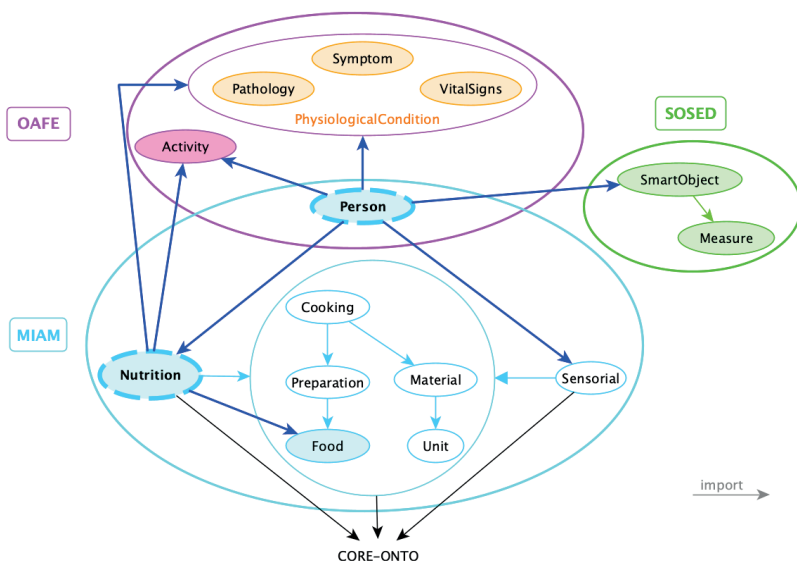 Symptom
Pathology
VitalSigns
PhysiologicalCondition
OAFE
SOSED
Activity
SmartObject
Person
Measure
Cooking
MIAM
Nutrition
Preparation
Material
Sensorial
Food
Unit
import
CORE-ONTO